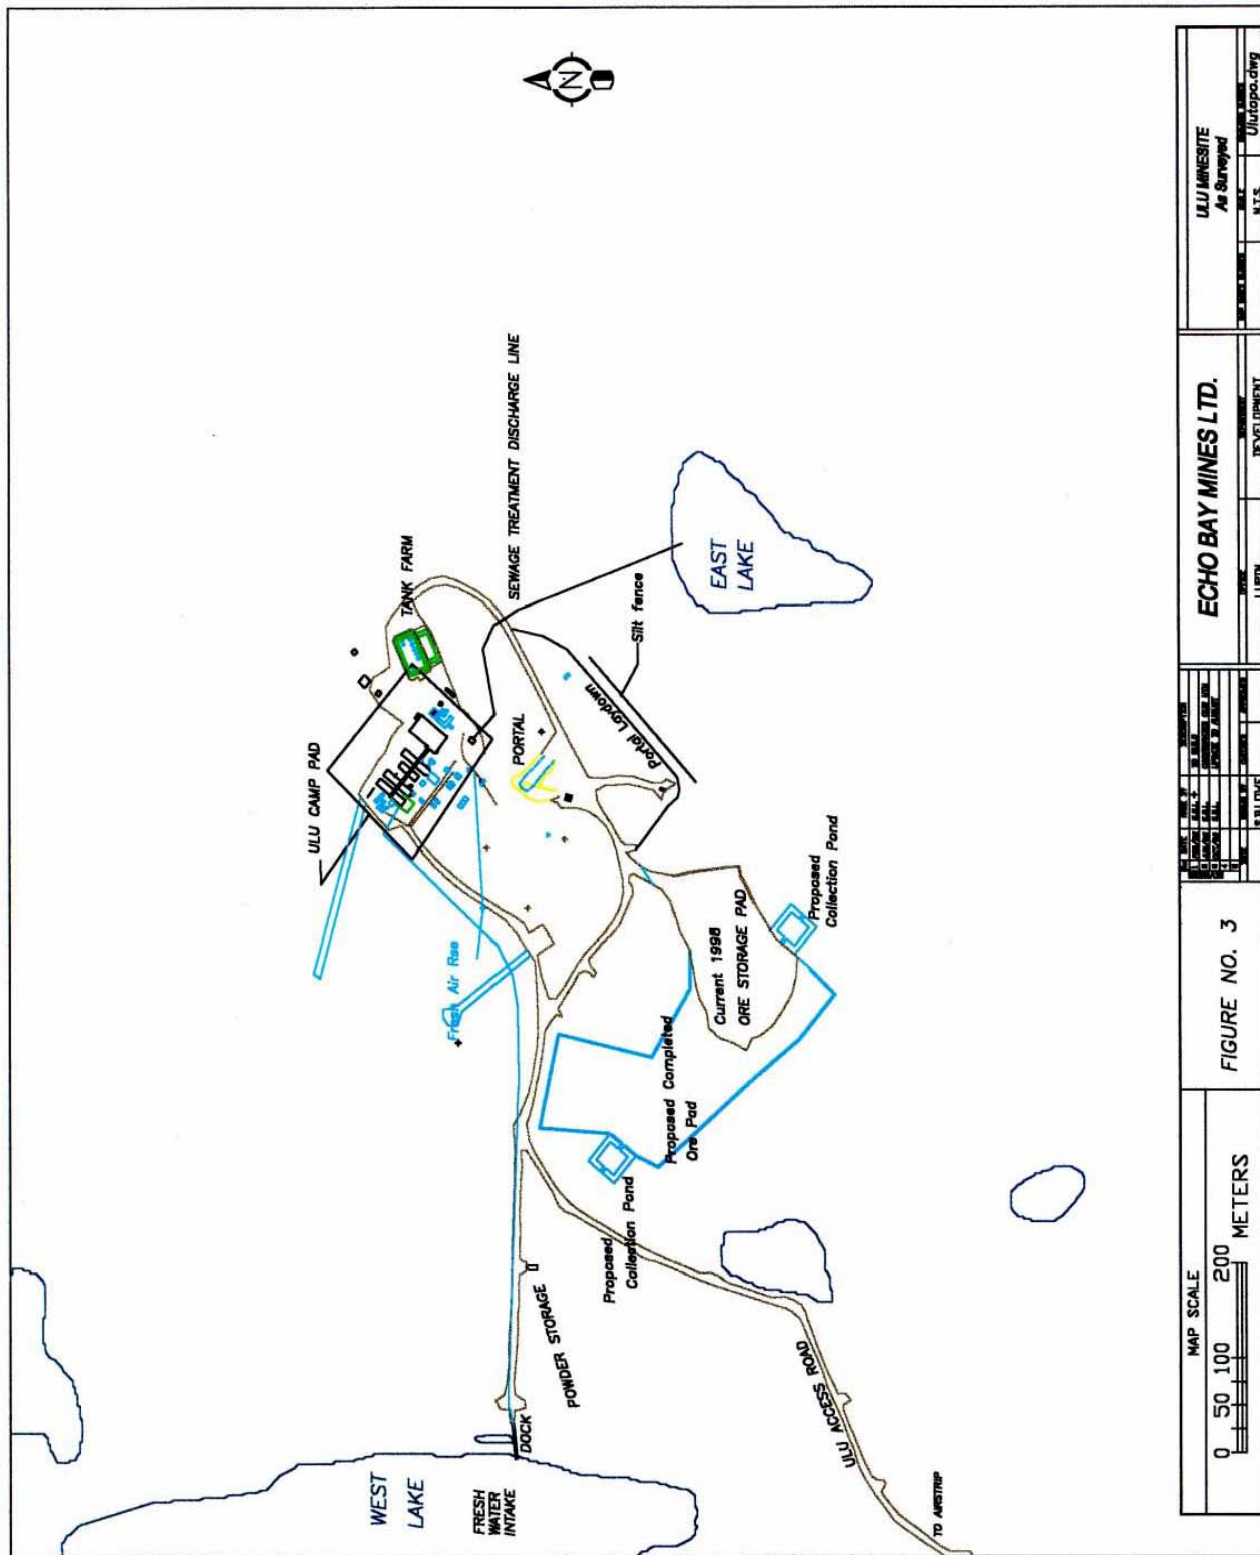 N
ULU CAMP PAD
TANK FARM
SEWAGE TREATMENT DISCHARGE LINE
WEST
LAKE
FRESH
WATER
INTAKE
DOCK
POWDER STORAGE
Fresh Air Rse
PORTAL
Portal Laydown
Silt fence
EAST
LAKE
Current 1998
ORE STORAGE PAD
Proposed
Collection Pond
Proposed Completed
Ore Pad
Proposed
Collection Pond
ULU ACCESS ROAD
TO AIRSTRIP
MAP SCALE
0 50 100 200
METERS
FIGURE NO. 3
ECHO BAY MINES LTD.
LUPIN
DEVELOPMENT
ULU MINESITE
As Surveyed
N.T.S.
Ulutopo.dwg